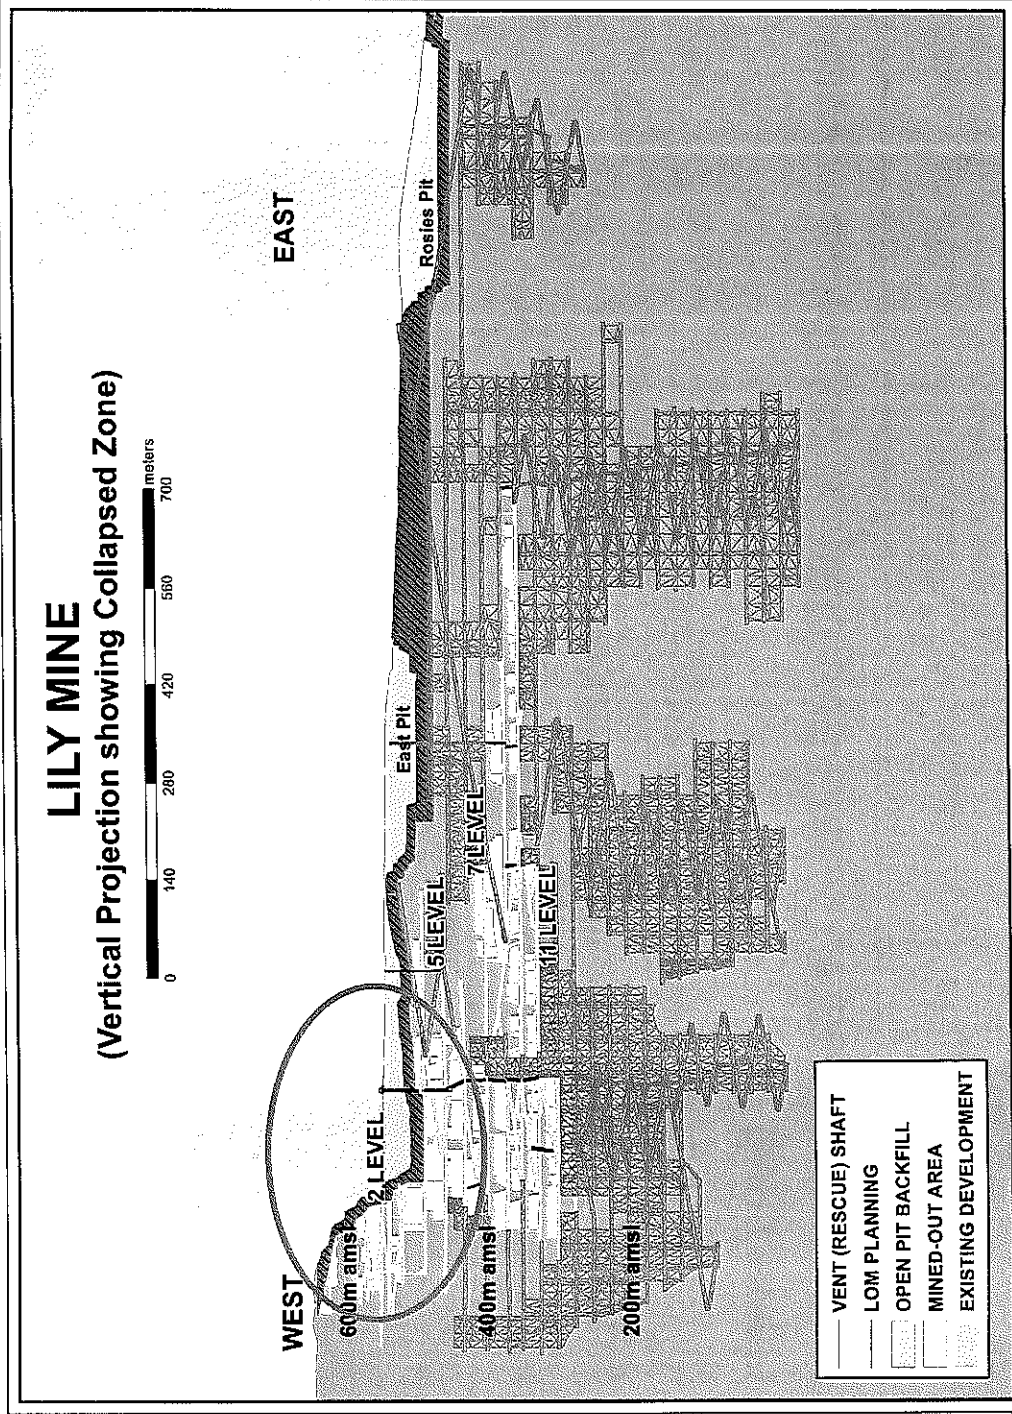 LILY MINE
(Vertical Projection showing Collapsed Zone)
0 140 280 420 560 700 meters
WEST
EAST
600m amsl
2 LEVEL
5 LEVEL
East Pit
Rosies Pit
400m amsl
7 LEVEL
11 LEVEL
200m amsl
VENT (RESCUE) SHAFT
LOM PLANNING
OPEN PIT BACKFILL
MINED-OUT AREA
EXISTING DEVELOPMENT